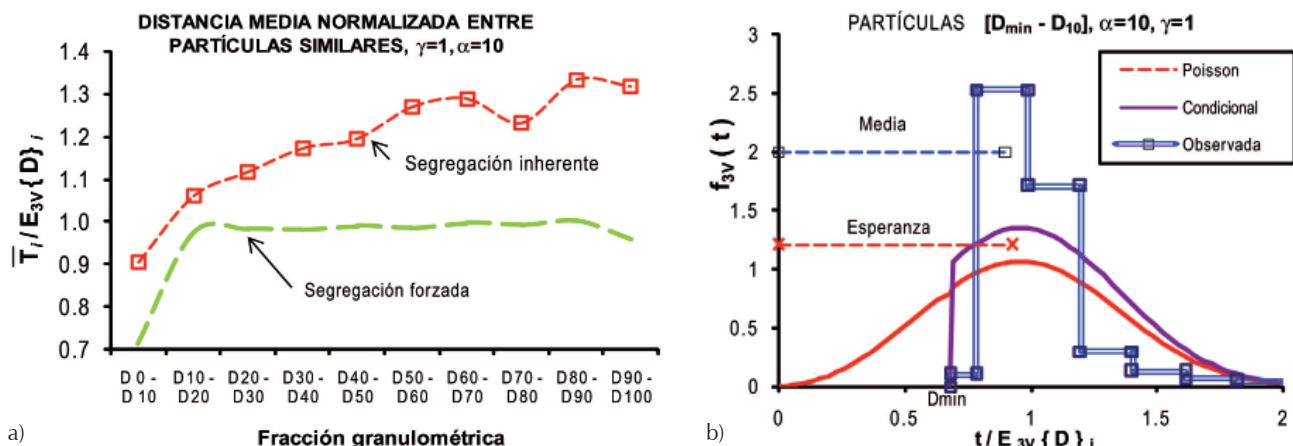 DISTANCIA MEDIA NORMALIZADA ENTRE
PARTÍCULAS SIMILARES, γ=1,α=10
T̅i / E3V{D}i
1.4
1.3
1.2
1.1
1.0
0.9
0.8
0.7
Segregación inherente
Segregación forzada
D 0 - D10 - D20 - D30 - D40 - D50 - D60 - D70 - D80 - D90 -
D 10 D20 D30 D40 D50 D60 D70 D80 D90 D100
a)
Fracción granulométrica
PARTÍCULAS [Dmin - D10], α=10, γ=1
f3V ( t )
3
2.5
2
1.5
1
0.5
0
Poisson
Condicional
Observada
Media
Esperanza
0 0.5 1 1.5 2
Dmin
b)
t / E3V { D } i